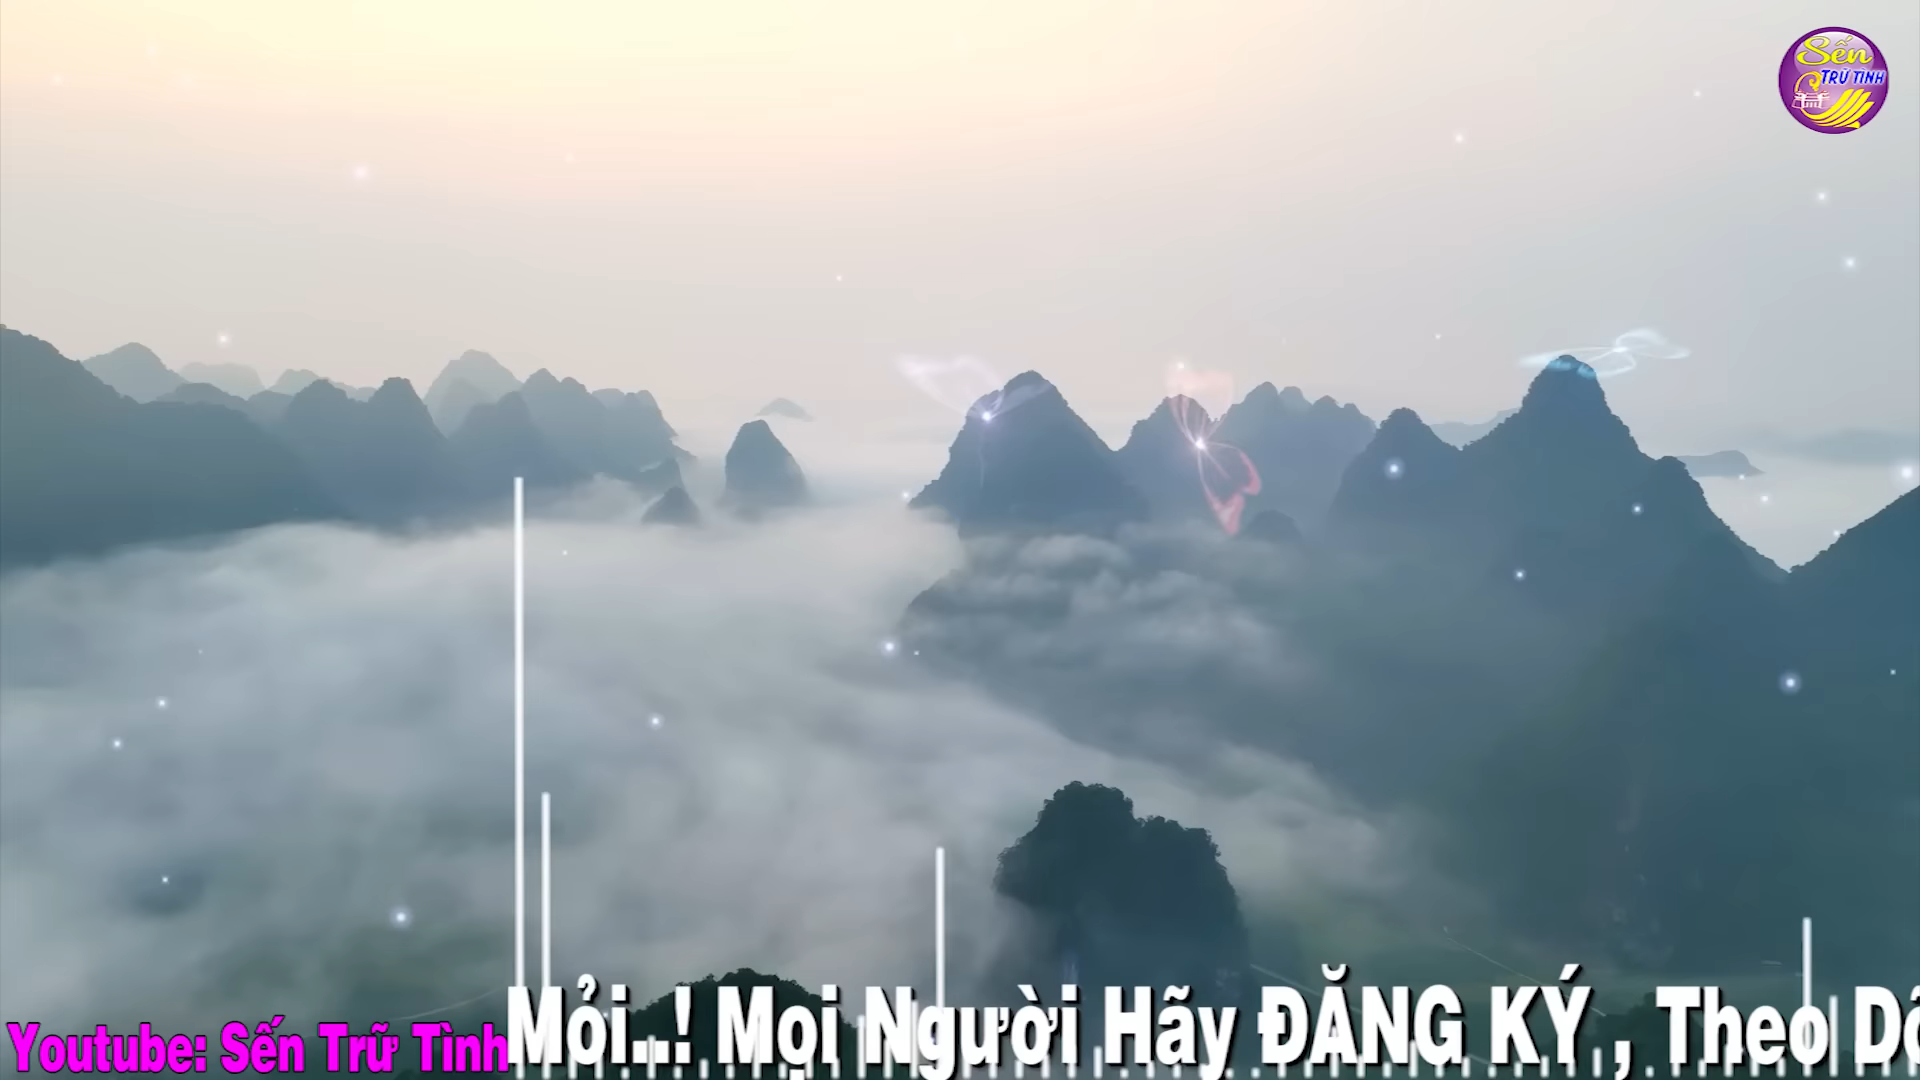 Sến
TRỮ TÌNH
Youtube: Sến Trữ Tình
Mỏi..! Mọi Người Hãy ĐĂNG KÝ , Theo